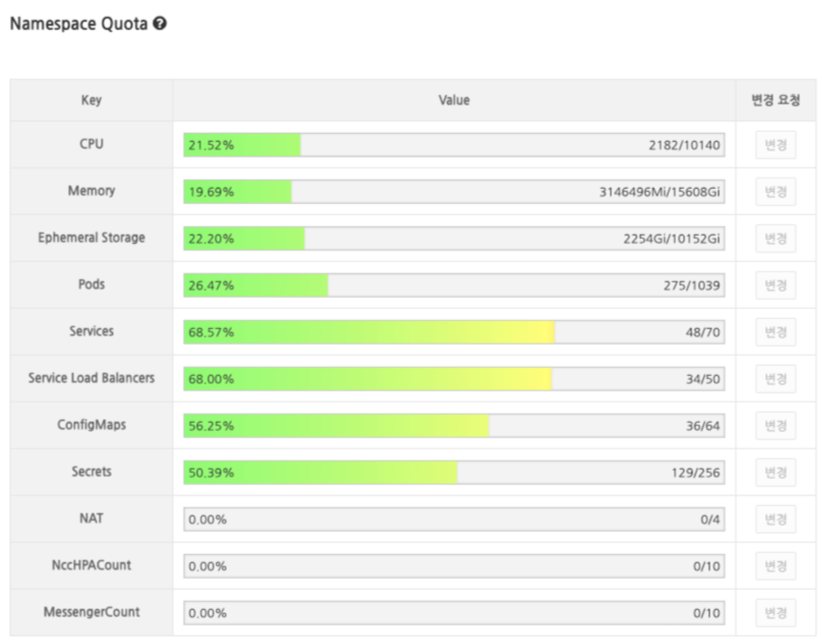 Namespace Quota ?
Key Value 변경 요청
CPU 21.52% 2182/10140 변경
Memory 19.69% 3146496Mi/15608Gi 변경
Ephemeral Storage 22.20% 2254Gi/10152Gi 변경
Pods 26.47% 275/1039 변경
Services 68.57% 48/70 변경
Service Load Balancers 68.00% 34/50 변경
ConfigMaps 56.25% 36/64 변경
Secrets 50.39% 129/256 변경
NAT 0.00% 0/4 변경
NccHPACount 0.00% 0/10 변경
MessengerCount 0.00% 0/10 변경